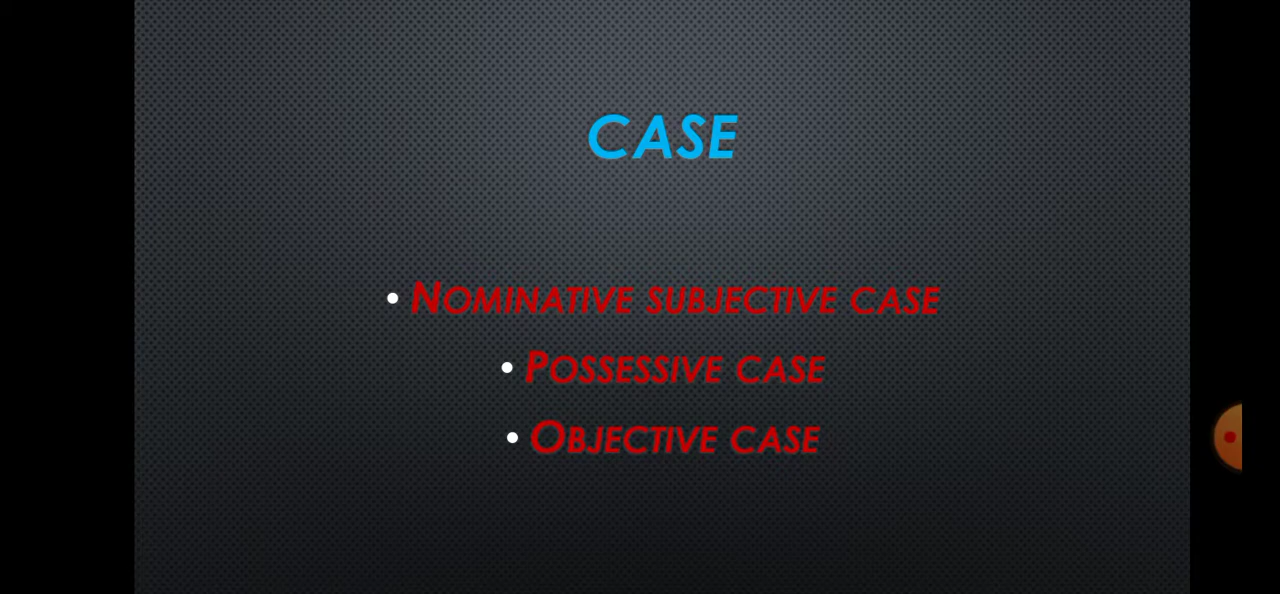 CASE
• NOMINATIVE SUBJECTIVE CASE
• POSSESSIVE CASE
• OBJECTIVE CASE